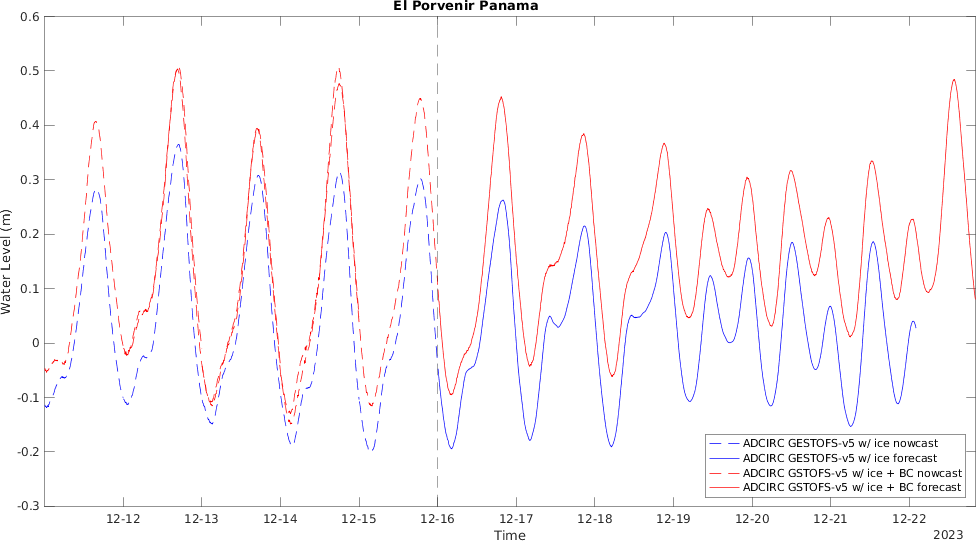 El Porvenir Panama
0.6
0.5
0.4
0.3
0.2
0.1
0
-0.1
-0.2
-0.3
Water Level (m)
12-12 12-13 12-14 12-15 12-16 12-17 12-18 12-19 12-20 12-21 12-22
Time
2023
ADCIRC GESTOFS-v5 w/ ice nowcast
ADCIRC GESTOFS-v5 w/ ice forecast
ADCIRC GSTOFS-v5 w/ ice + BC nowcast
ADCIRC GSTOFS-v5 w/ ice + BC forecast